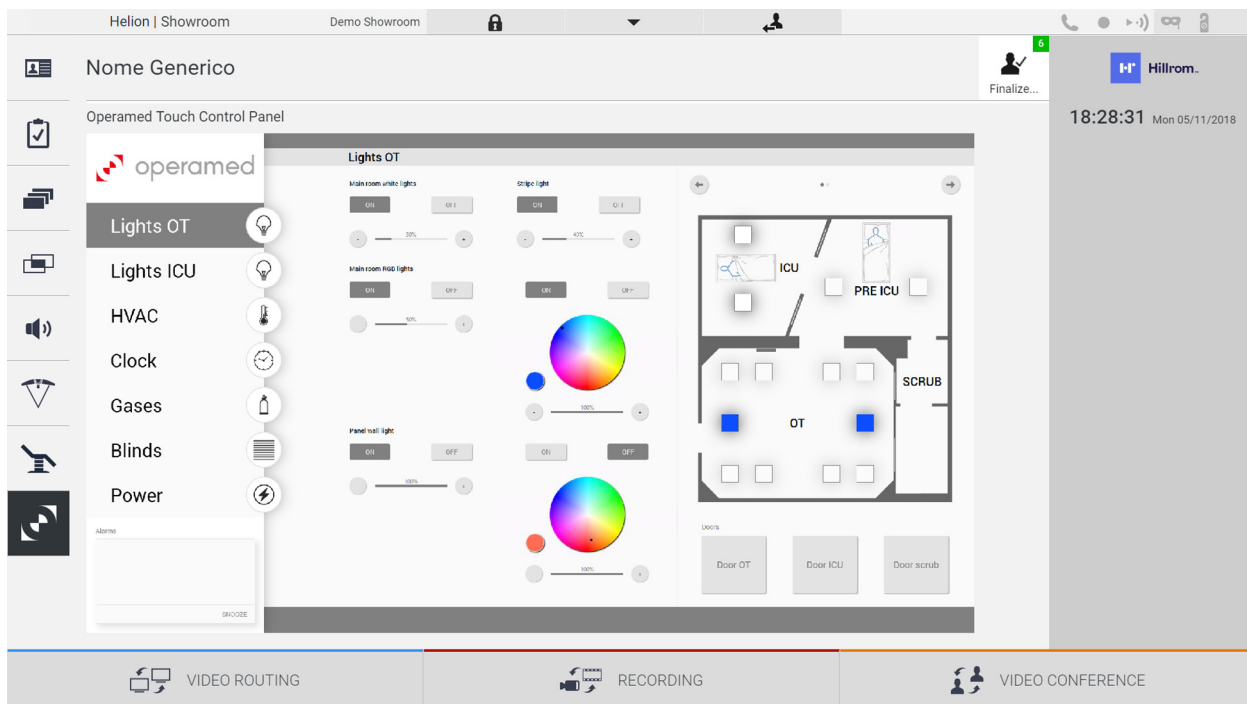 Helion | Showroom
Demo Showroom
Nome Generico
6
Finalize...
Hillrom™
18:28:31 Mon 05/11/2018
Operamed Touch Control Panel
operamed
Lights OT
Lights ICU
HVAC
Clock
Gases
Blinds
Power
Alarms
SNOOZE
Lights OT
Main room white lights
ON OFF
- 30% +
Stripe light
ON OFF
- 40% +
Main room RGB lights
ON OFF
50% +
ON OFF
- 100% +
Panel wall light
ON OFF
100% -
ON OFF
100% +
ICU
PRE ICU
SCRUB
OT
Doors
Door OT
Door ICU
Door scrub
VIDEO ROUTING
RECORDING
VIDEO CONFERENCE